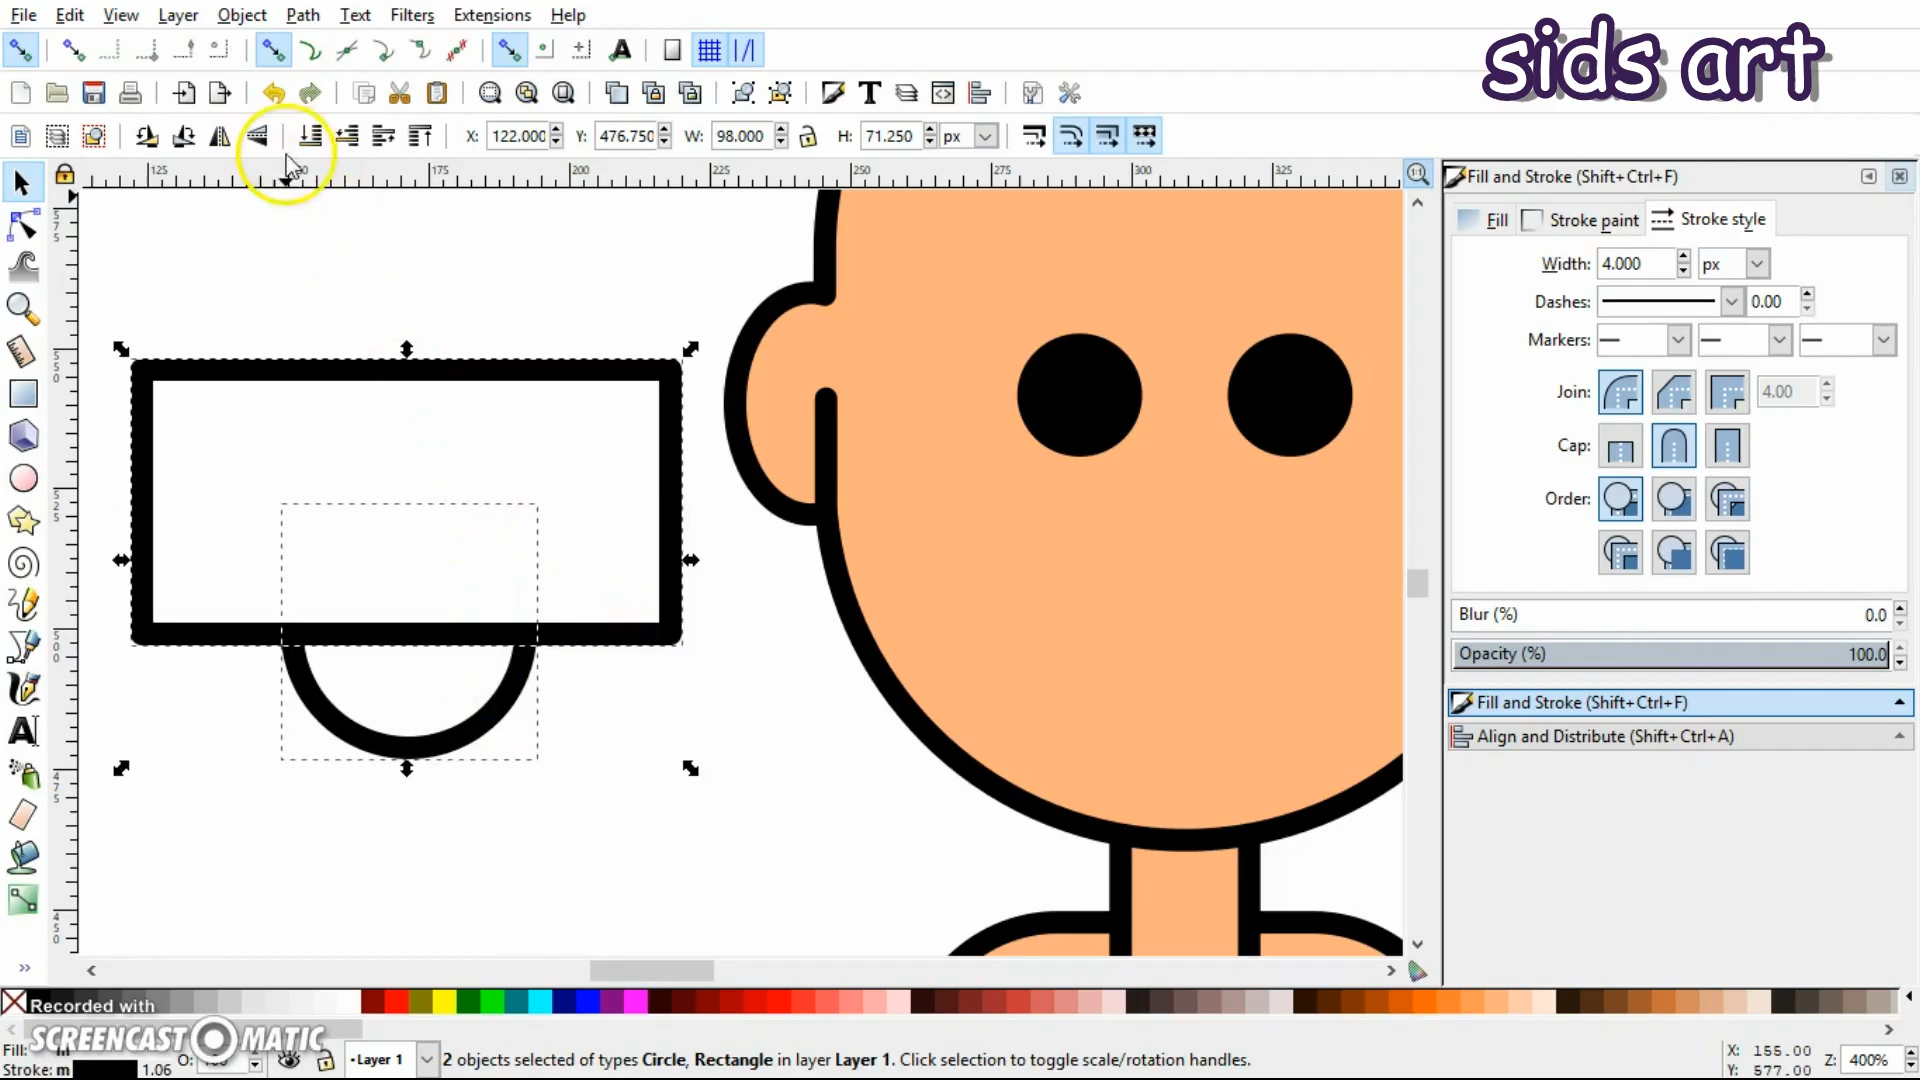 File Edit View Layer Object Path Text Filters Extensions Help
sids art
X: 122.000 Y: 476.750 W: 98.000 H: 71.250 px
125 175 200 225 250 275 300 325
Fill and Stroke (Shift+Ctrl+F)
Fill Stroke paint Stroke style
Width: 4.000 px
Dashes: 0.00
Markers:
Join: 4.00
Cap:
Order:
Blur (%) 0.0
Opacity (%) 100.0
Fill and Stroke (Shift+Ctrl+F)
Align and Distribute (Shift+Ctrl+A)
Recorded with
SCREENCAST MATIC
Fill: m O:
Stroke: m 1.06
Layer 1 2 objects selected of types Circle, Rectangle in layer Layer 1. Click selection to toggle scale/rotation handles.
X: 155.00
Y: 577.00
Z: 400%